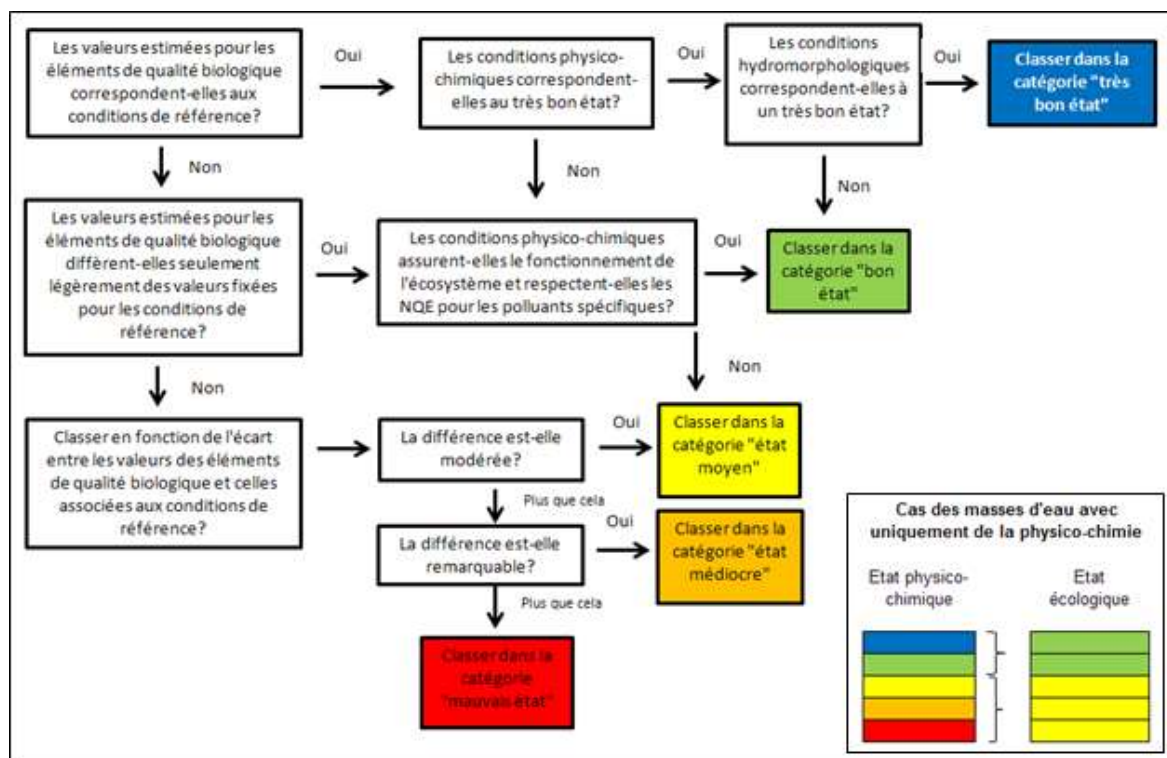 Les valeurs estimées pour les
éléments de qualité biologique
correspondent-elles aux
conditions de référence?
Oui
Les conditions physico-
chimiques correspondent-
elles au très bon état?
Oui
Les conditions
hydromorphologiques
correspondent-elles à
un très bon état?
Oui
Classer dans la
catégorie "très
bon état"
Non
Non
Non
Les valeurs estimées pour les
éléments de qualité biologique
diffèrent-elles seulement
légèrement des valeurs fixées
pour les conditions de
référence?
Oui
Les conditions physico-chimiques
assurent-elles le fonctionnement de
l'écosystème et respectent-elles les
NQE pour les polluants spécifiques?
Oui
Classer dans la
catégorie "bon
état"
Non
Non
Classer en fonction de l'écart
entre les valeurs des éléments
de qualité biologique et celles
associées aux conditions de
référence?
La différence est-elle
modérée?
Oui
Classer dans la
catégorie "état
moyen"
Plus que cela
La différence est-elle
remarquable?
Oui
Classer dans la
catégorie "état
médiocre"
Plus que cela
Classer dans la
catégorie
"mauvais état"
Cas des masses d'eau avec
uniquement de la physico-chimie
Etat physico-
chimique
Etat
écologique